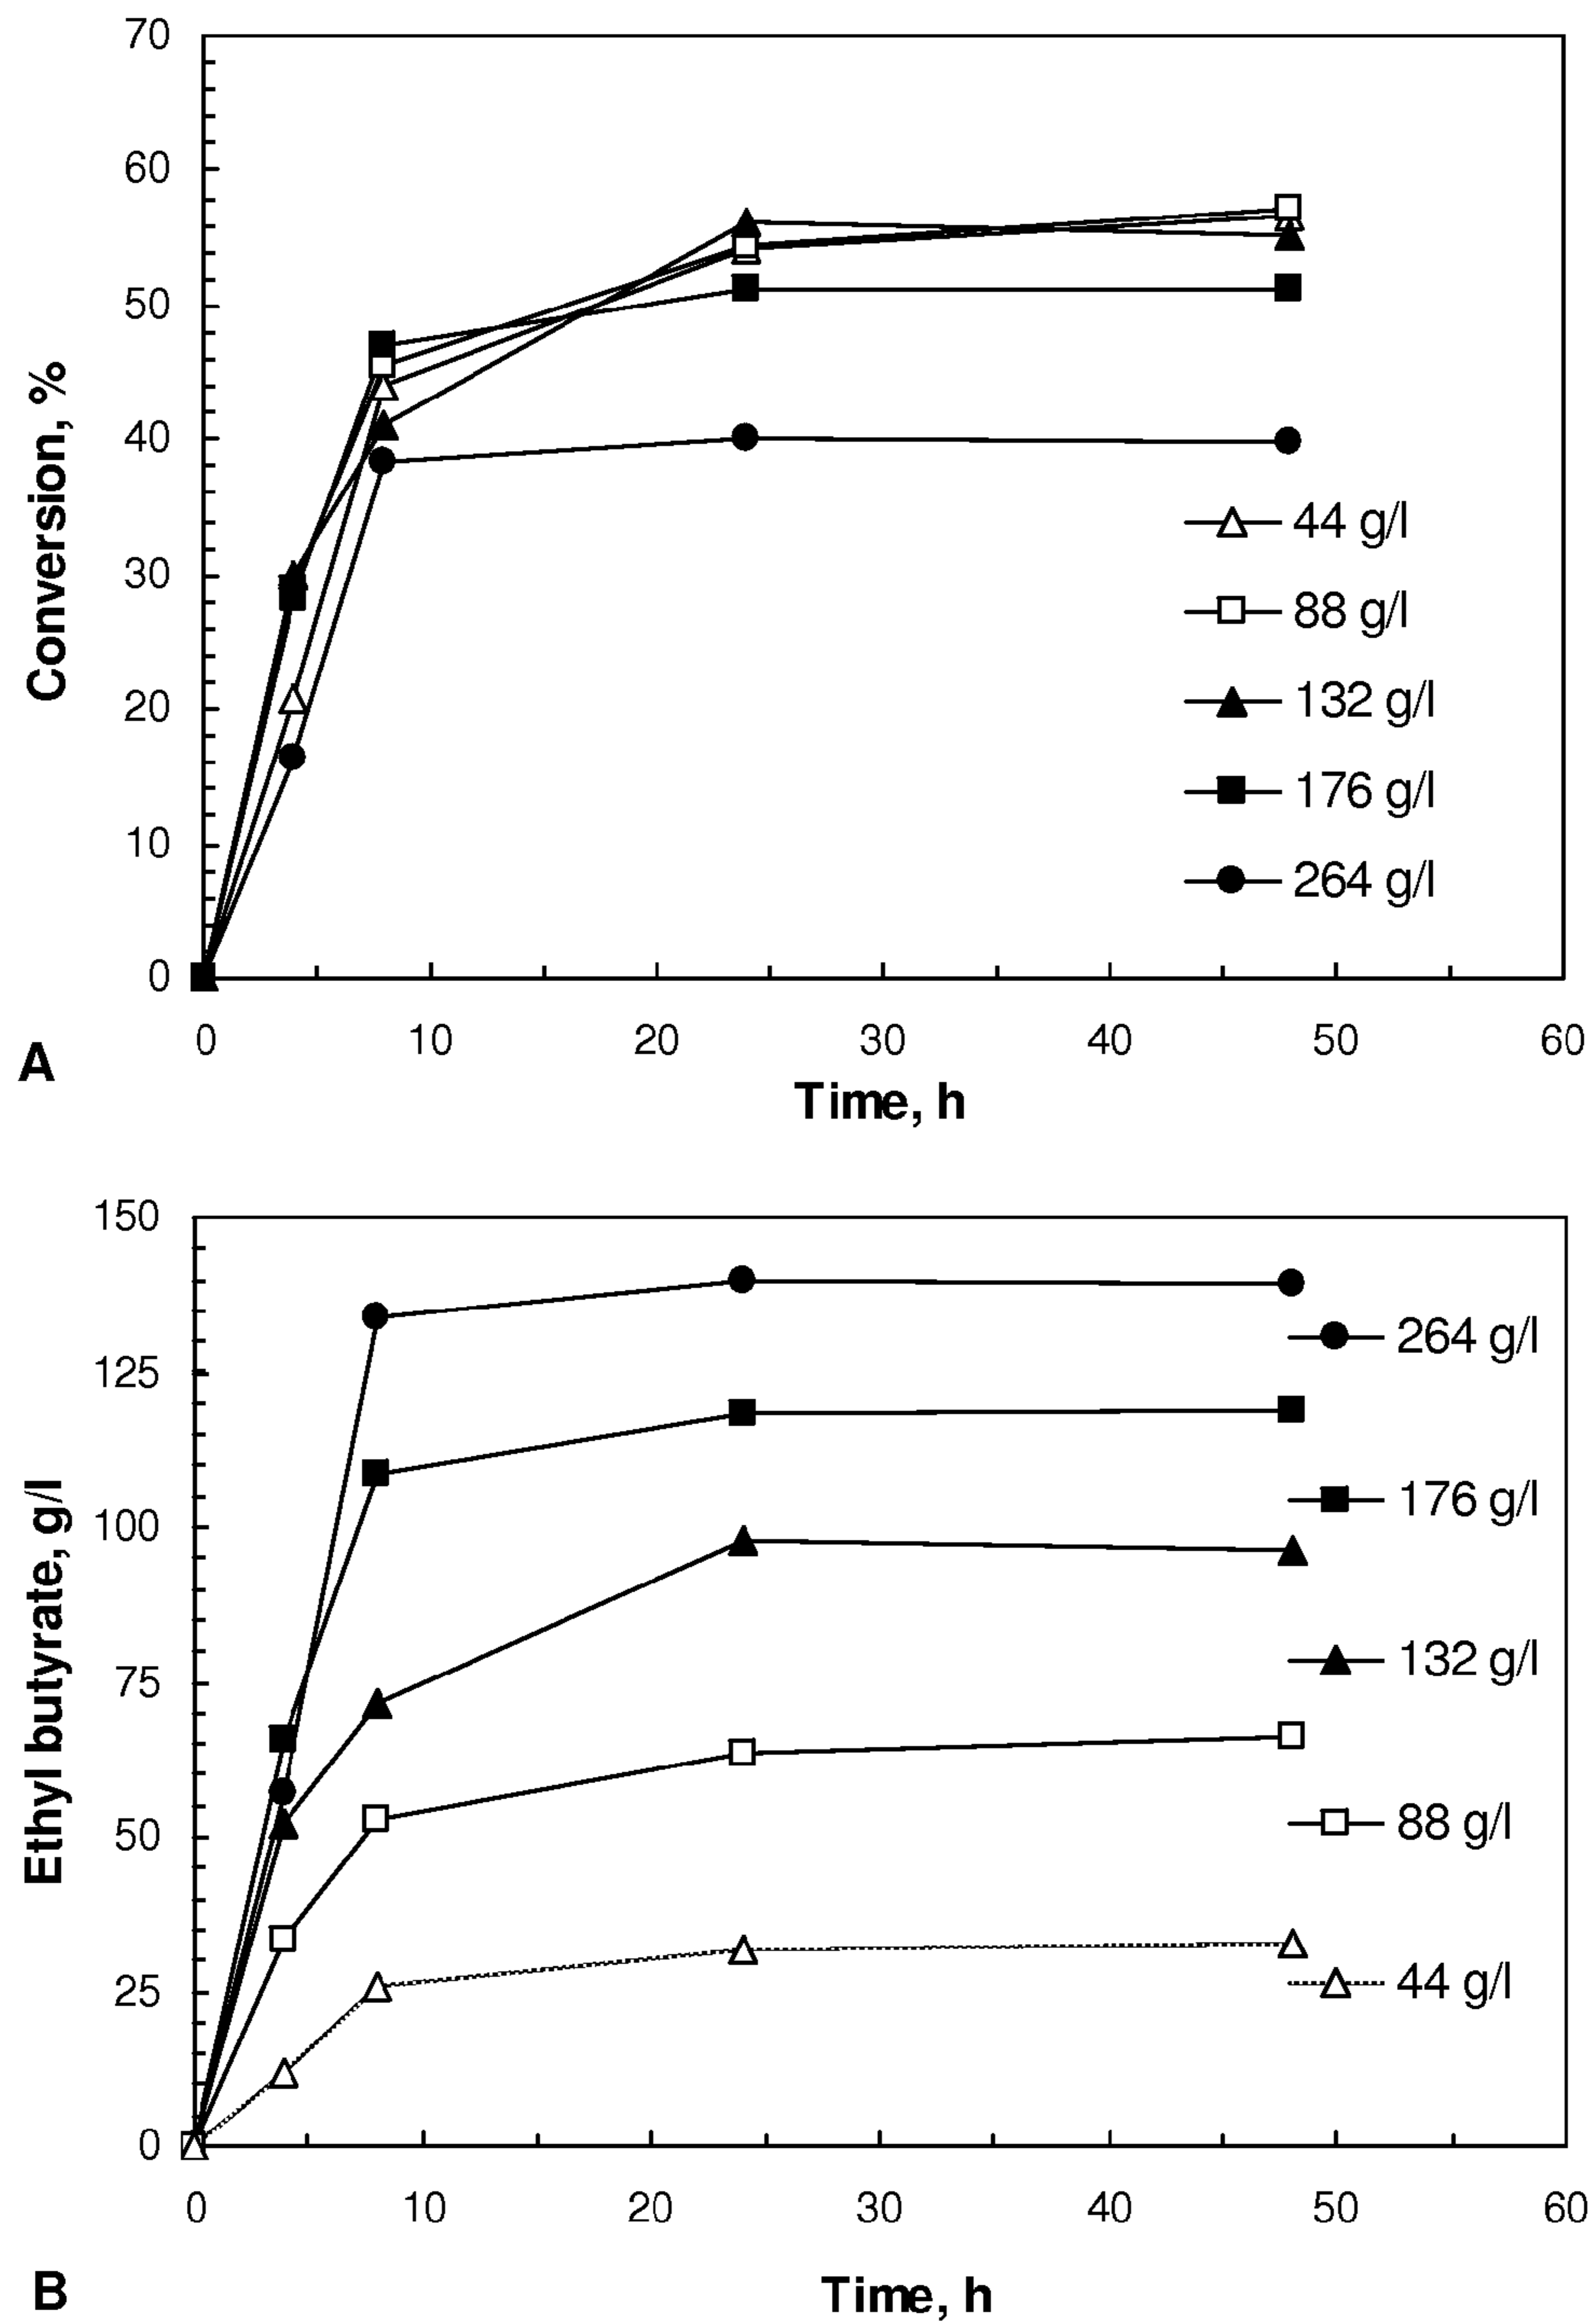 70
60
50
40
30
20
10
0
Conversion, %
44 g/l
88 g/l
132 g/l
176 g/l
264 g/l
0 10 20 30 40 50 60
A
Time, h
150
125
100
75
50
25
0
Ethyl butyrate, g/l
264 g/l
176 g/l
132 g/l
88 g/l
44 g/l
0 10 20 30 40 50 60
B
Time, h